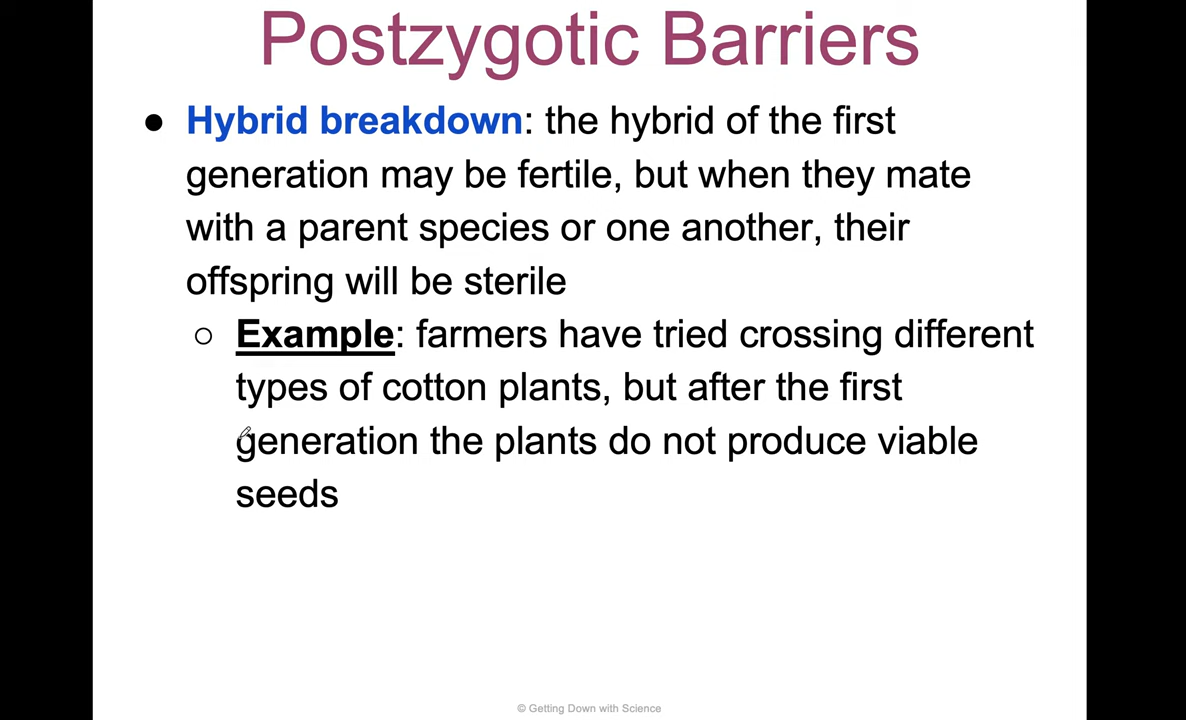 Postzygotic Barriers
● Hybrid breakdown: the hybrid of the first
generation may be fertile, but when they mate
with a parent species or one another, their
offspring will be sterile
○ Example: farmers have tried crossing different
types of cotton plants, but after the first
generation the plants do not produce viable
seeds
© Getting Down with Science